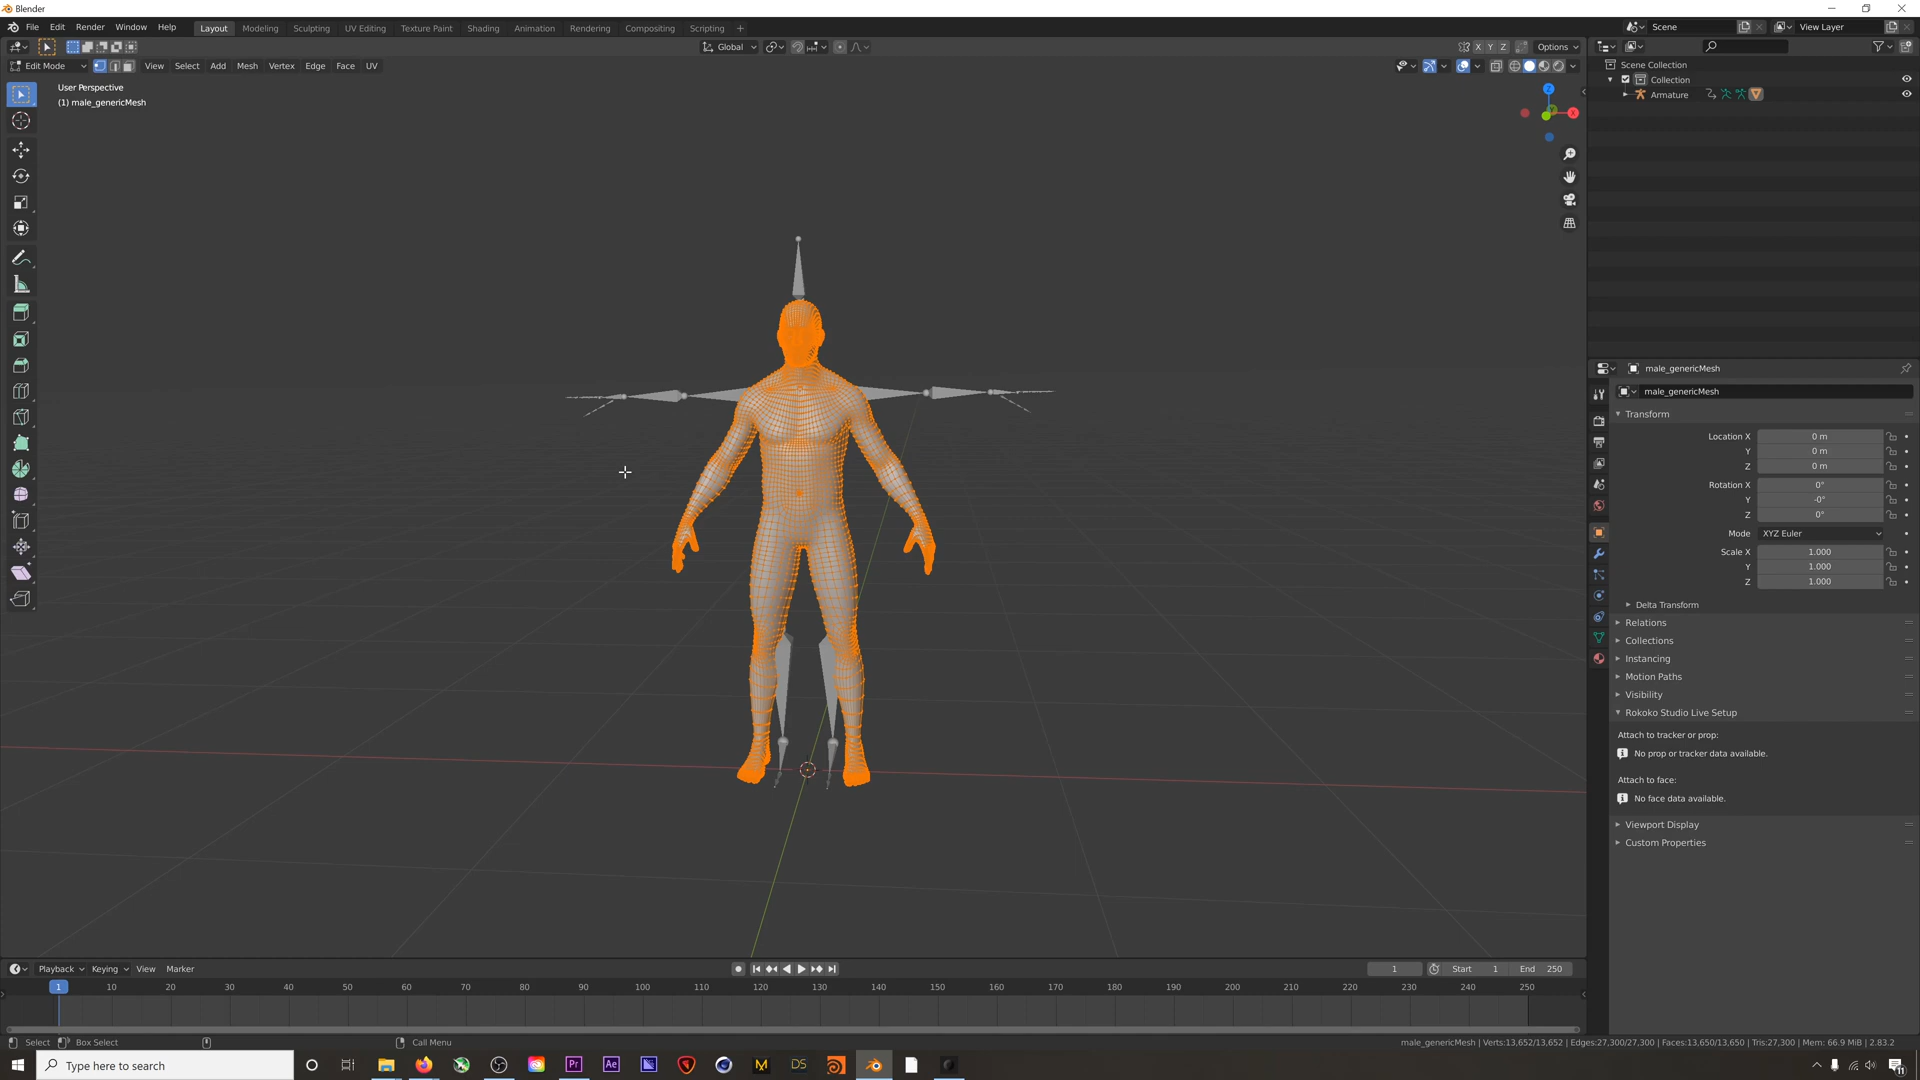 Blender
File Edit Render Window Help Layout Modeling Sculpting UV Editing Texture Paint Shading Animation Rendering Compositing Scripting + Scene View Layer
Global X Y Z Options
Edit Mode View Select Add Mesh Vertex Edge Face UV
User Perspective
(1) male_genericMesh
Z
X
Scene Collection
Collection
Armature
male_genericMesh
male_genericMesh
Transform
Location X 0 m
Y 0 m
Z 0 m
Rotation X 0°
Y -0°
Z 0°
Mode XYZ Euler
Scale X 1.000
Y 1.000
Z 1.000
Delta Transform
Relations
Collections
Instancing
Motion Paths
Visibility
Rokoko Studio Live Setup
Attach to tracker or prop:
No prop or tracker data available.
Attach to face:
No face data available.
Viewport Display
Custom Properties
Playback Keying View Marker 1 Start 1 End 250
1 10 20 30 40 50 60 70 80 90 100 110 120 130 140 150 160 170 180 190 200 210 220 230 240 250
Select Box Select Call Menu male_genericMesh | Verts:13,652/13,652 | Edges:27,300/27,300 | Faces:13,650/13,650 | Tris:27,300 | Mem: 66.9 MiB | 2.83.2
Type here to search Pr Ae M DS 11